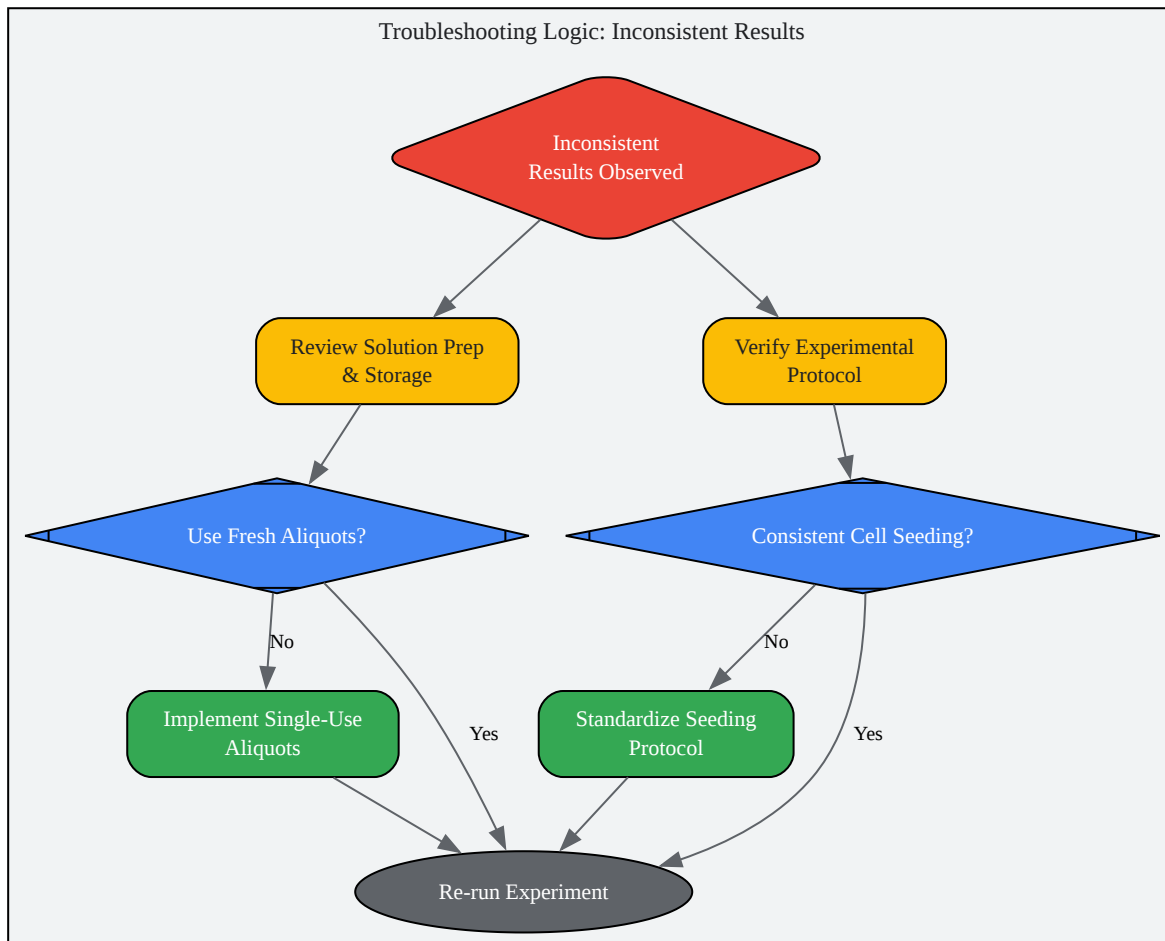 Troubleshooting Logic: Inconsistent Results
Inconsistent
Results Observed
Review Solution Prep
& Storage
Verify Experimental
Protocol
Use Fresh Aliquots?
Consistent Cell Seeding?
No
No
Implement Single-Use
Aliquots
Yes
Standardize Seeding
Protocol
Yes
Re-run Experiment